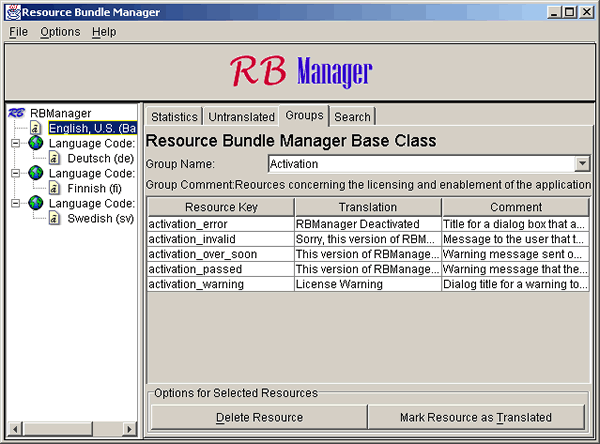 Resource Bundle Manager
File Options Help
RB Manager
RB RBManager
English, U.S. (Ba
Language Code:
Deutsch (de)
Language Code:
Finnish (fi)
Language Code:
Swedish (sv)
Statistics Untranslated Groups Search
Resource Bundle Manager Base Class
Group Name: Activation
Group Comment:Reources concerning the licensing and enablement of the application
Resource Key Translation Comment
activation_error RBManager Deactivated Title for a dialog box that a...
activation_invalid Sorry, this version of RBM... Message to the user that t...
activation_over_soon This version of RBManage... Warning message sent o...
activation_passed This version of RBManage... Warning message that the...
activation_warning License Warning Dialog title for a warning to...
Options for Selected Resources
Delete Resource Mark Resource as Translated